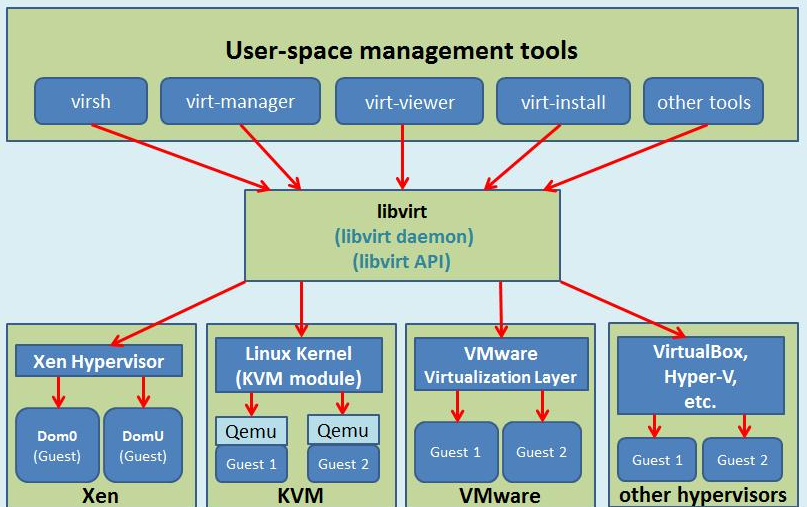 User-space management tools
virsh
virt-manager
virt-viewer
virt-install
other tools
libvirt
(libvirt daemon)
(libvirt API)
Xen Hypervisor
Dom0
(Guest)
DomU
(Guest)
Xen
Linux Kernel
(KVM module)
Qemu
Guest 1
Qemu
Guest 2
KVM
VMware
Virtualization Layer
Guest 1
Guest 2
VMware
VirtualBox,
Hyper-V,
etc.
Guest 1
Guest 2
other hypervisors